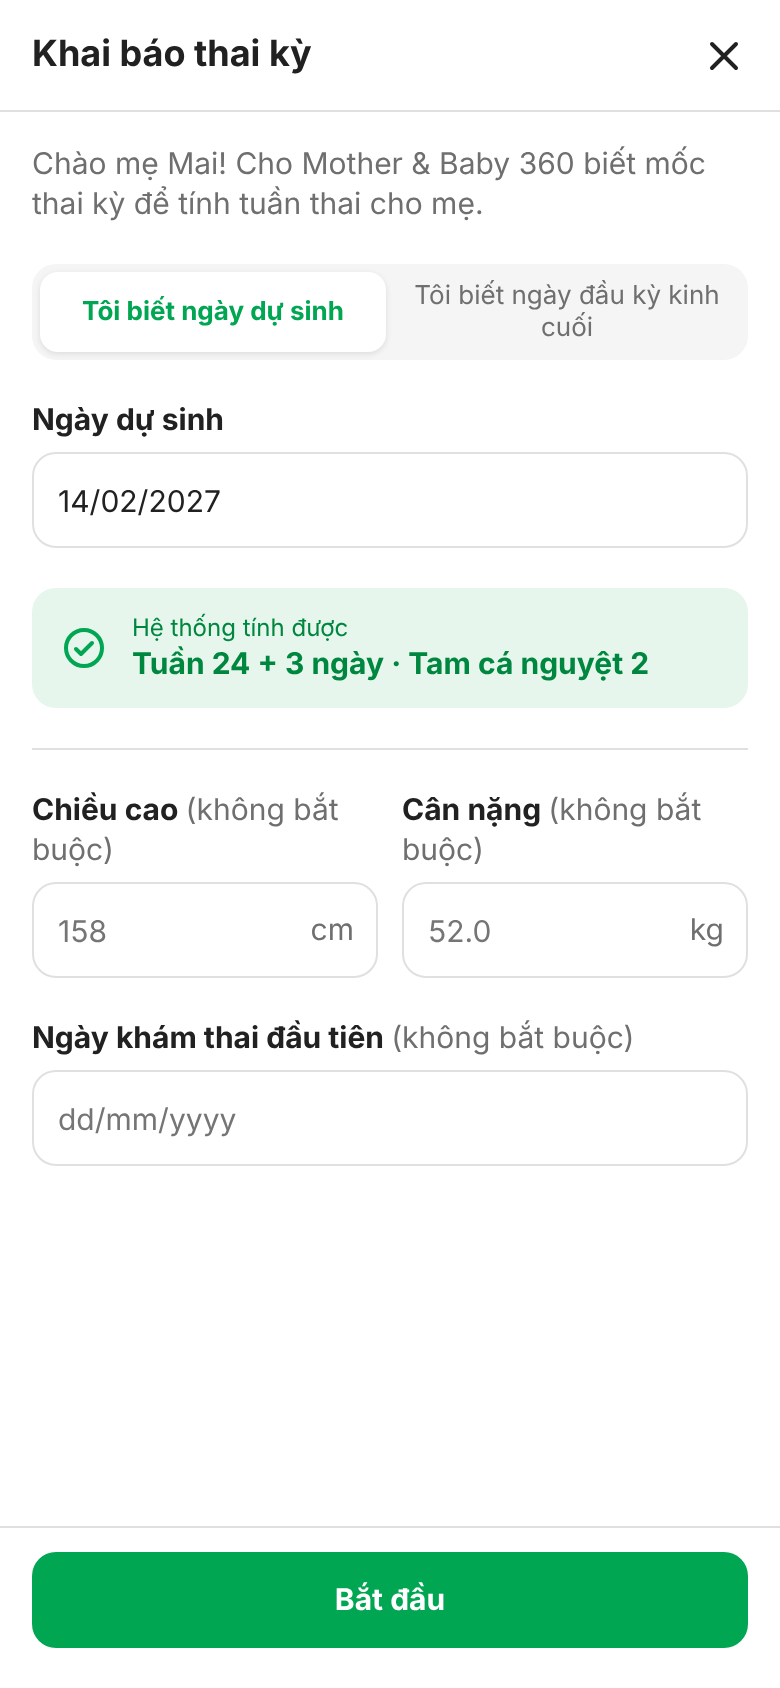 Khai báo thai kỳ
Chào mẹ Mai! Cho Mother & Baby 360 biết mốc
thai kỳ để tính tuần thai cho mẹ.
Tôi biết ngày dự sinh
Tôi biết ngày đầu kỳ kinh
cuối
Ngày dự sinh
14/02/2027
Hệ thống tính được
Tuần 24 + 3 ngày · Tam cá nguyệt 2
Chiều cao (không bắt
buộc)
Cân nặng (không bắt
buộc)
158 cm
52.0 kg
Ngày khám thai đầu tiên (không bắt buộc)
dd/mm/yyyy
Bắt đầu